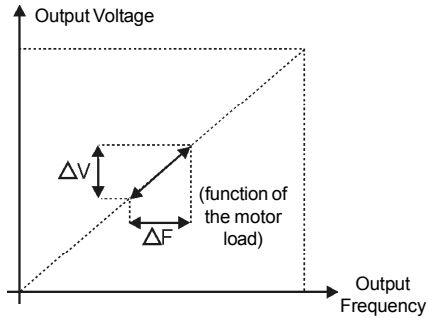 Output Voltage
ΔV
(function of
the motor
load)
ΔF
Output
Frequency